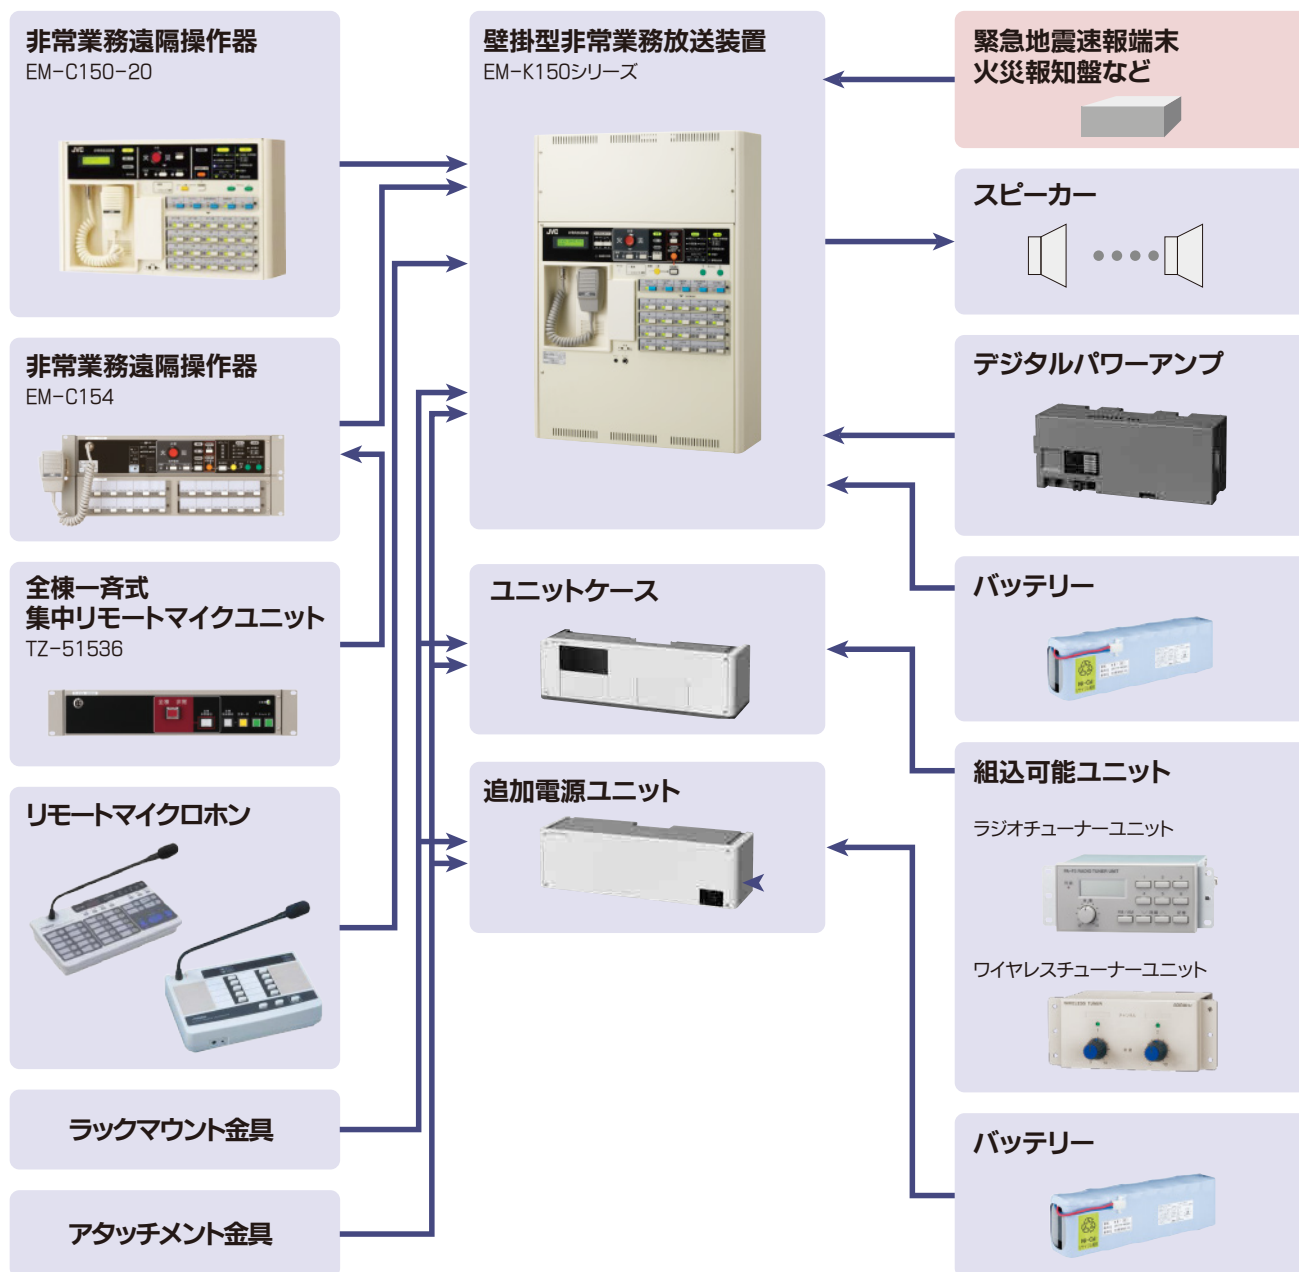 非常業務遠隔操作器
EM-C150-20
JVC
非常業務遠隔操作器
EM-C154
全棟一斉式
集中リモートマイクユニット
TZ-51536
リモートマイクロホン
ラックマウント金具
アタッチメント金具
壁掛型非常業務放送装置
EM-K150シリーズ
JVC
ユニットケース
追加電源ユニット
緊急地震速報端末
火災報知盤など
スピーカー
デジタルパワーアンプ
バッテリー
Ni-Cd
組込可能ユニット
ラジオチューナーユニット
ワイヤレスチューナーユニット
WIRELESS TUNER
バッテリー
Ni-Cd